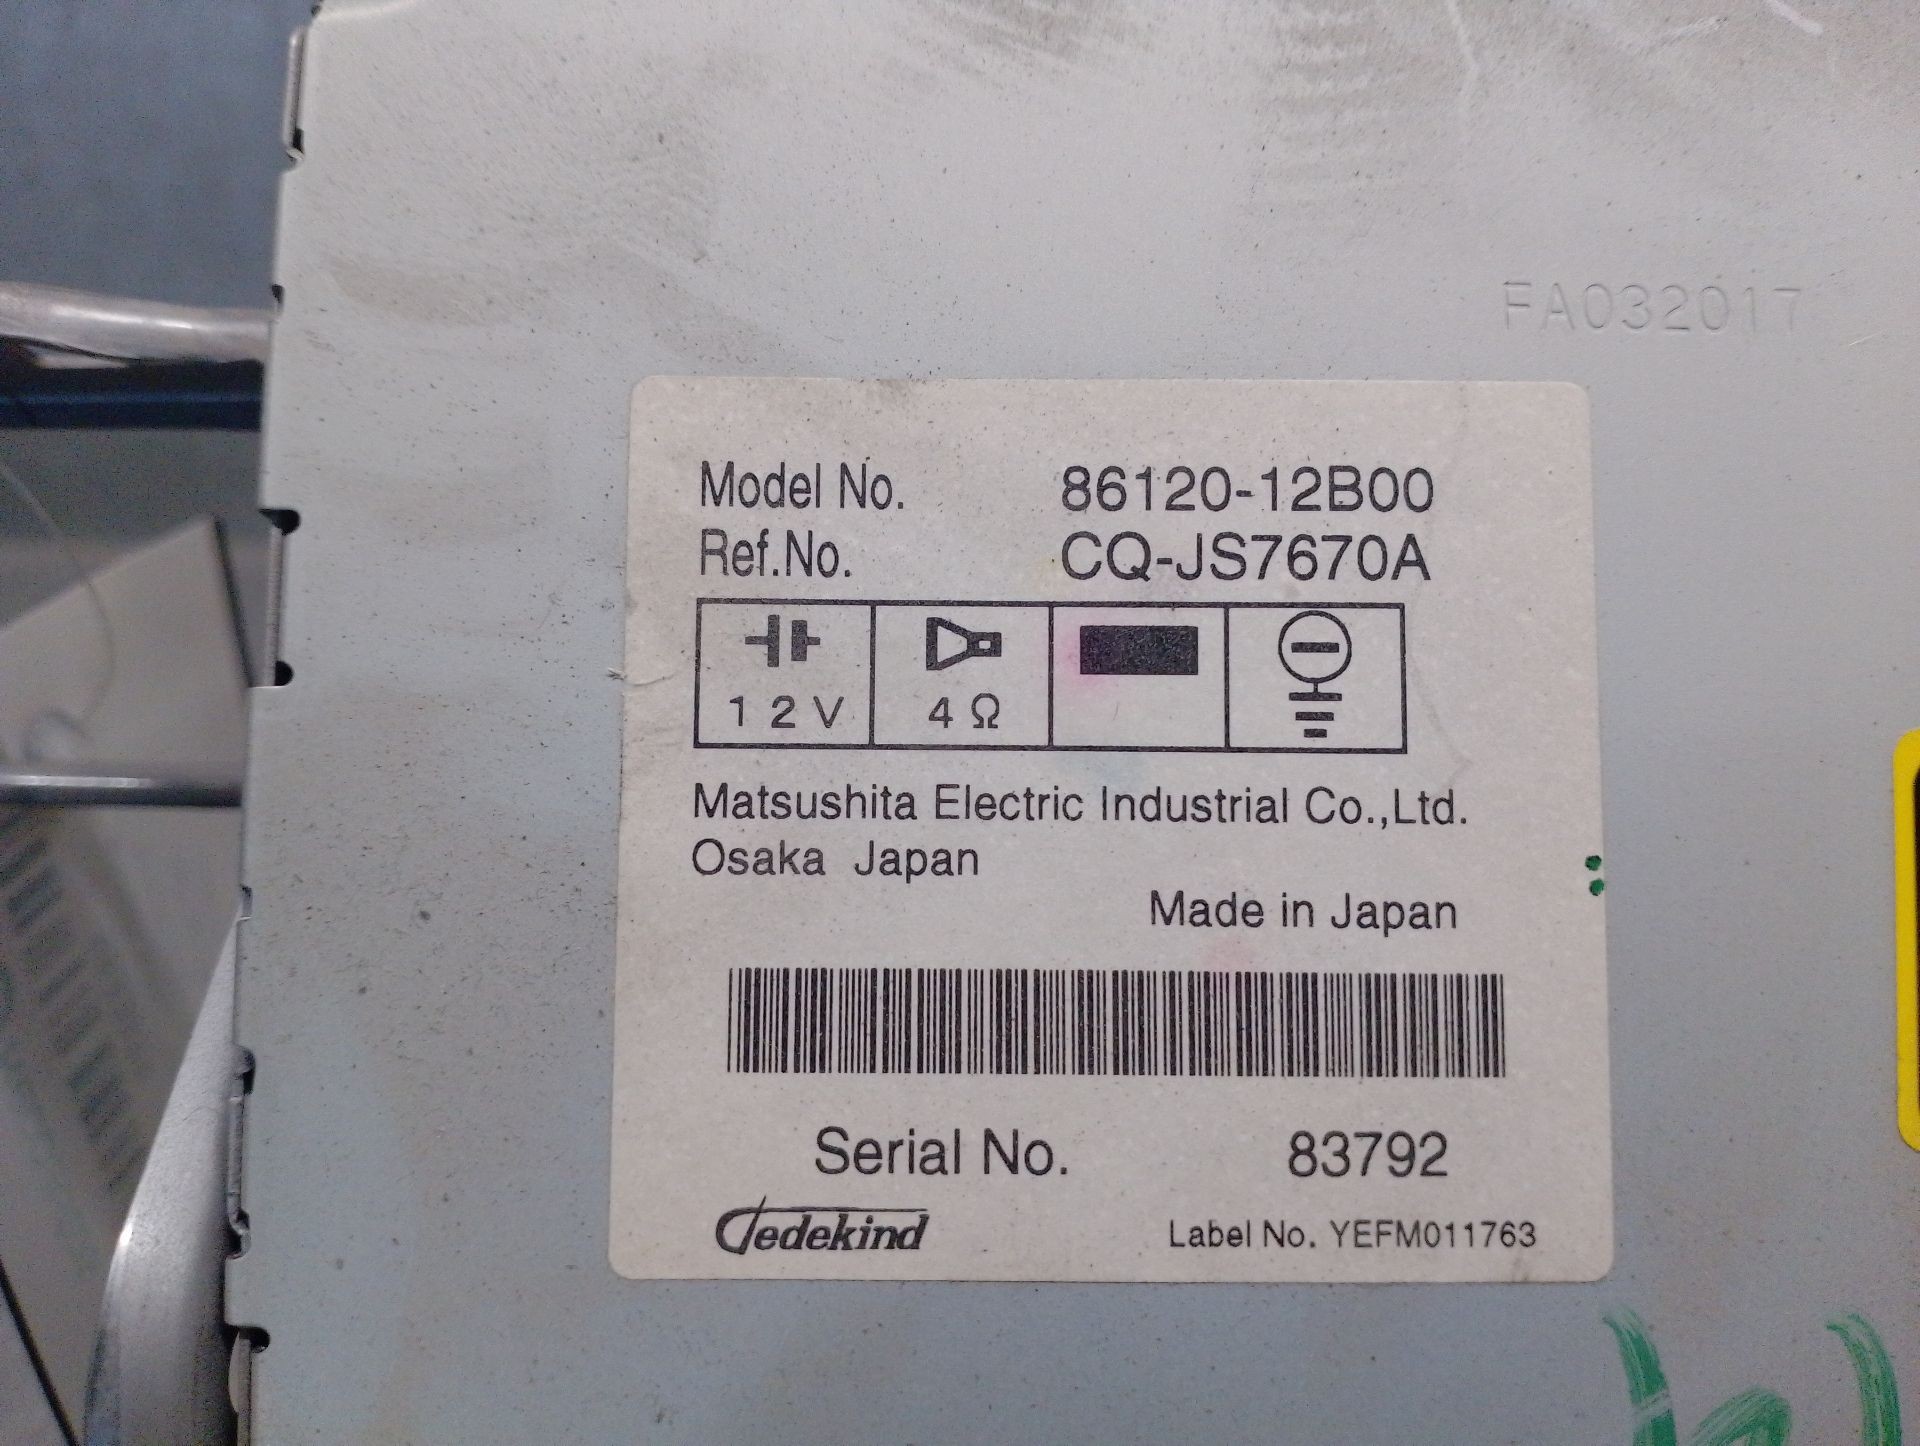 FA032017
Model No. 86120-12B00
Ref.No. CQ-JS7670A
12V 4Ω
Matsushita Electric Industrial Co.,Ltd.
Osaka Japan
Made in Japan
Serial No. 83792
Gedekind Label No. YEFM011763